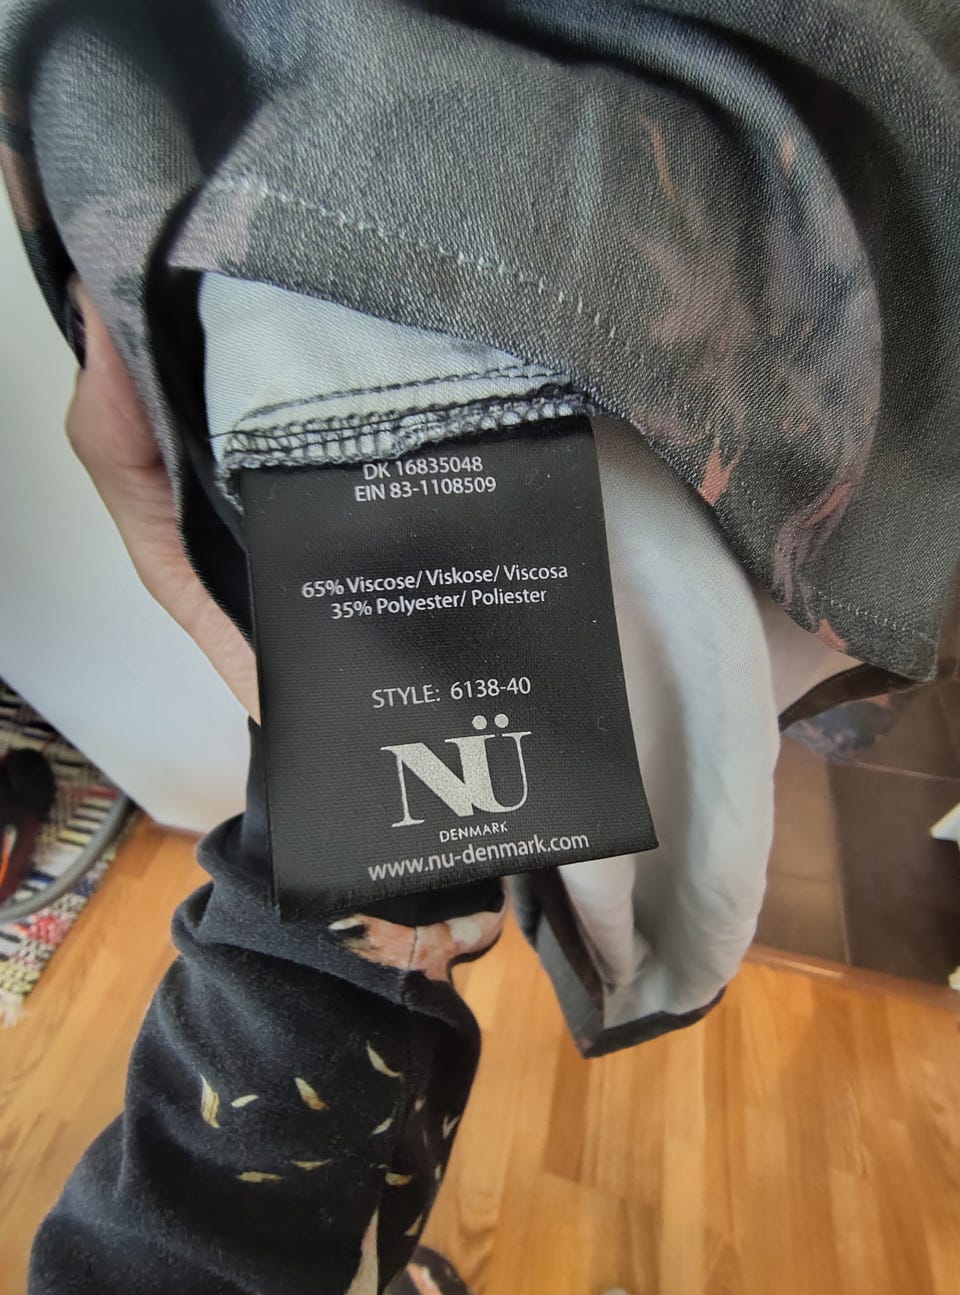 DK 16835048
EIN 83-1108509
65% Viscose/ Viskose/ Viscosa
35% Polyester/ Poliester
STYLE: 6138-40
NÜ
DENMARK
www.nu-denmark.com